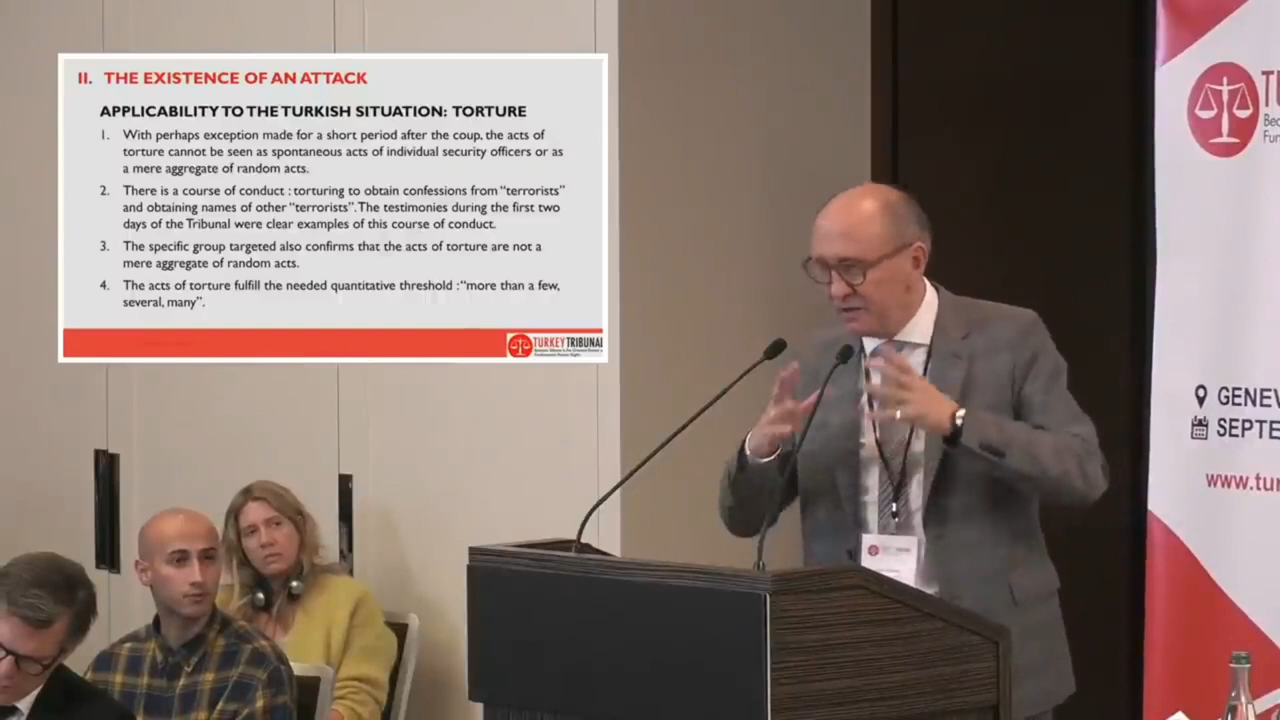 II. THE EXISTENCE OF AN ATTACK
APPLICABILITY TO THE TURKISH SITUATION: TORTURE
1. With perhaps exception made for a short period after the coup, the acts of
torture cannot be seen as spontaneous acts of individual security officers or as
a mere aggregate of random acts.
2. There is a course of conduct : torturing to obtain confessions from “terrorists”
and obtaining names of other “terrorists”. The testimonies during the first two
days of the Tribunal were clear examples of this course of conduct.
3. The specific group targeted also confirms that the acts of torture are not a
mere aggregate of random acts.
4. The acts of torture fulfill the needed quantitative threshold : “more than a few,
several, many”.
TURKEY TRIBUNAL
Bec
Fun
GENEV
SEPTE
www.tur